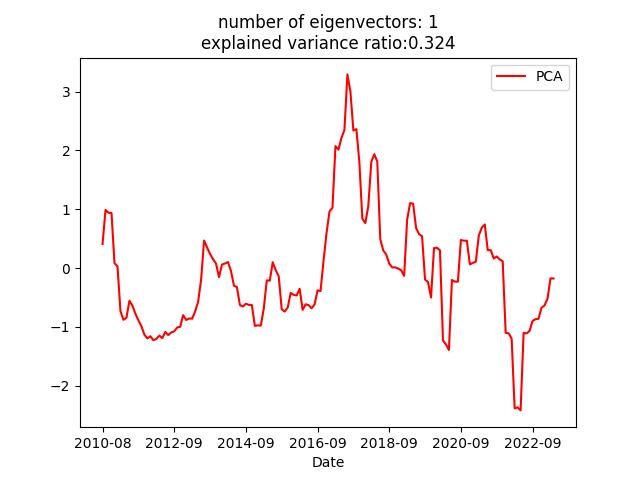 number of eigenvectors: 1
explained variance ratio:0.324
PCA
3
2
1
0
−1
−2
2010-08 2012-09 2014-09 2016-09 2018-09 2020-09 2022-09
Date